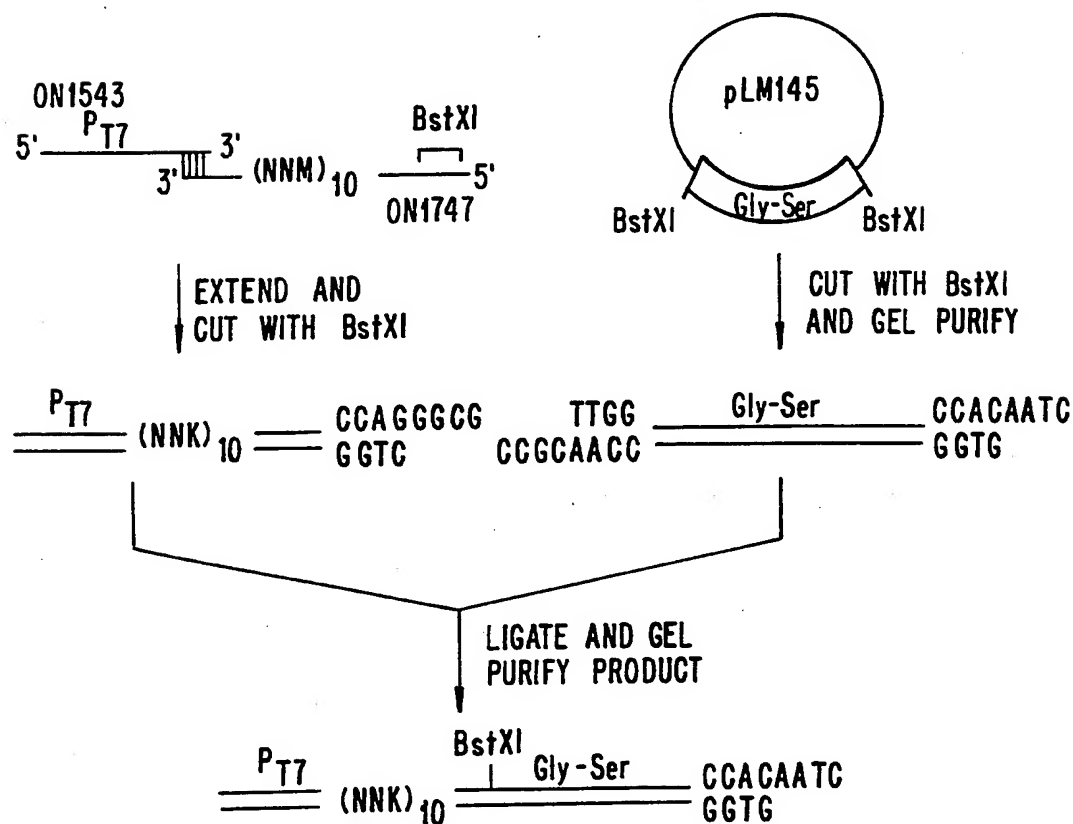 ON1543
PT7
5'
3'
3'
(NNM)10
BstXI
5'
ON1747
pLM145
Gly-Ser
BstXI
BstXI
EXTEND AND
CUT WITH BstXI
CUT WITH BstXI
AND GEL PURIFY
PT7
(NNK)10
CCAGGGCG
GGTC
TTGG
CCGCAACC
Gly-Ser
CCACAATC
GGTG
LIGATE AND GEL
PURIFY PRODUCT
BstXI
PT7
(NNK)10
Gly-Ser
CCACAATC
GGTG